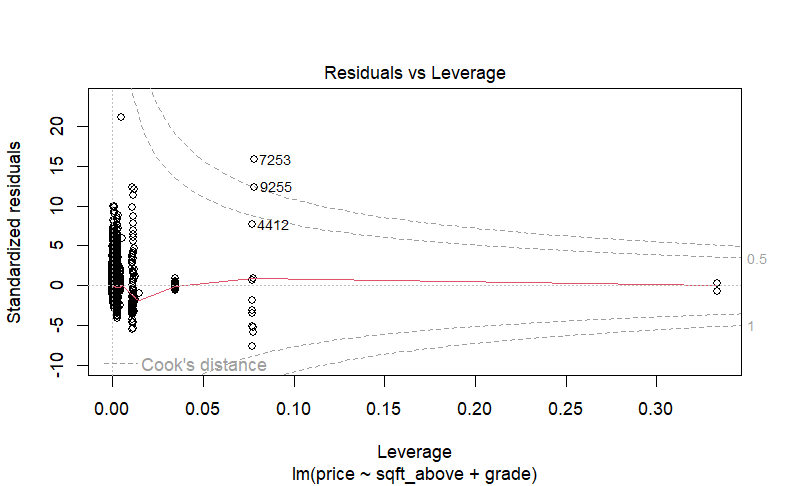 Residuals vs Leverage
Standardized residuals
20
15
10
5
0
-5
-10
7253
9255
4412
0.5
1
Cook's distance
0.00 0.05 0.10 0.15 0.20 0.25 0.30
Leverage
lm(price ~ sqft_above + grade)